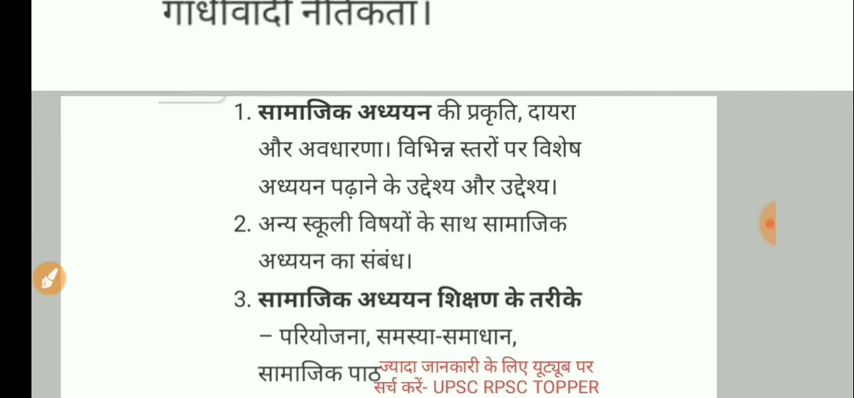 गांधीवादी नैतिकता।
1. सामाजिक अध्ययन की प्रकृति, दायरा
और अवधारणा। विभिन्न स्तरों पर विशेष
अध्ययन पढ़ाने के उद्देश्य और उद्देश्य।
2. अन्य स्कूली विषयों के साथ सामाजिक
अध्ययन का संबंध।
3. सामाजिक अध्ययन शिक्षण के तरीके
– परियोजना, समस्या-समाधान,
सामाजिक पाठ
ज्यादा जानकारी के लिए यूट्यूब पर
सर्च करें- UPSC RPSC TOPPER